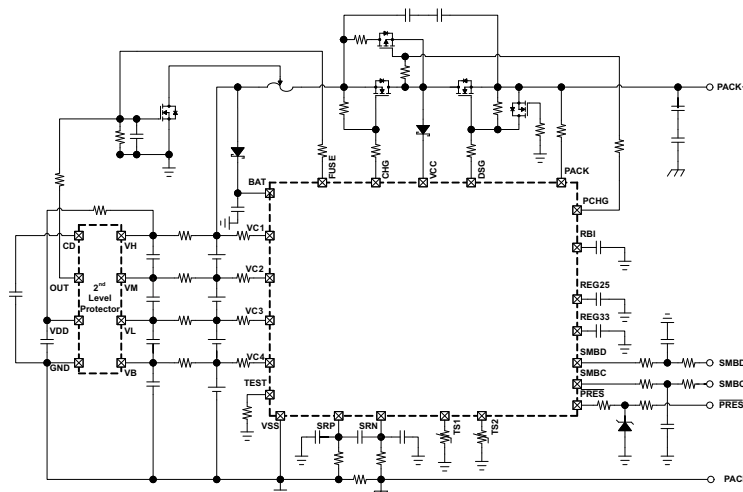 PACK+
FUSE
CHG
VCC
DSG
PACK
BAT
PCHG
RBI
VC1
CD
VH
VC2
OUT
2nd
Level
Protector
VM
REG25
VC3
REG33
VDD
VL
VC4
SMBD
SMBD
GND
VB
SMBC
SMBC
TEST
PRES
PRES
VSS
SRP
SRN
TS1
TS2
PACK